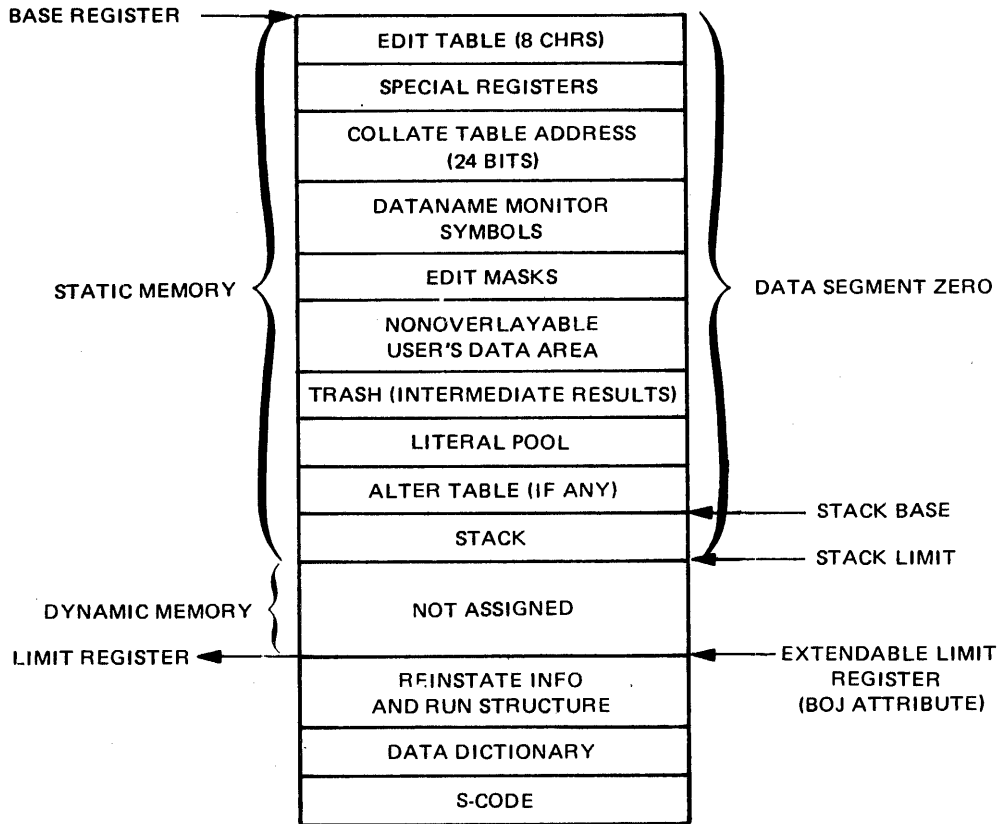 BASE REGISTER
EDIT TABLE (8 CHRS)
SPECIAL REGISTERS
COLLATE TABLE ADDRESS
(24 BITS)
DATANAME MONITOR
SYMBOLS
STATIC MEMORY
EDIT MASKS
DATA SEGMENT ZERO
NONOVERLAYABLE
USER'S DATA AREA
TRASH (INTERMEDIATE RESULTS)
LITERAL POOL
ALTER TABLE (IF ANY)
STACK BASE
STACK
STACK LIMIT
DYNAMIC MEMORY
NOT ASSIGNED
LIMIT REGISTER
EXTENDABLE LIMIT
REGISTER
(BOJ ATTRIBUTE)
REINSTATE INFO
AND RUN STRUCTURE
DATA DICTIONARY
S-CODE